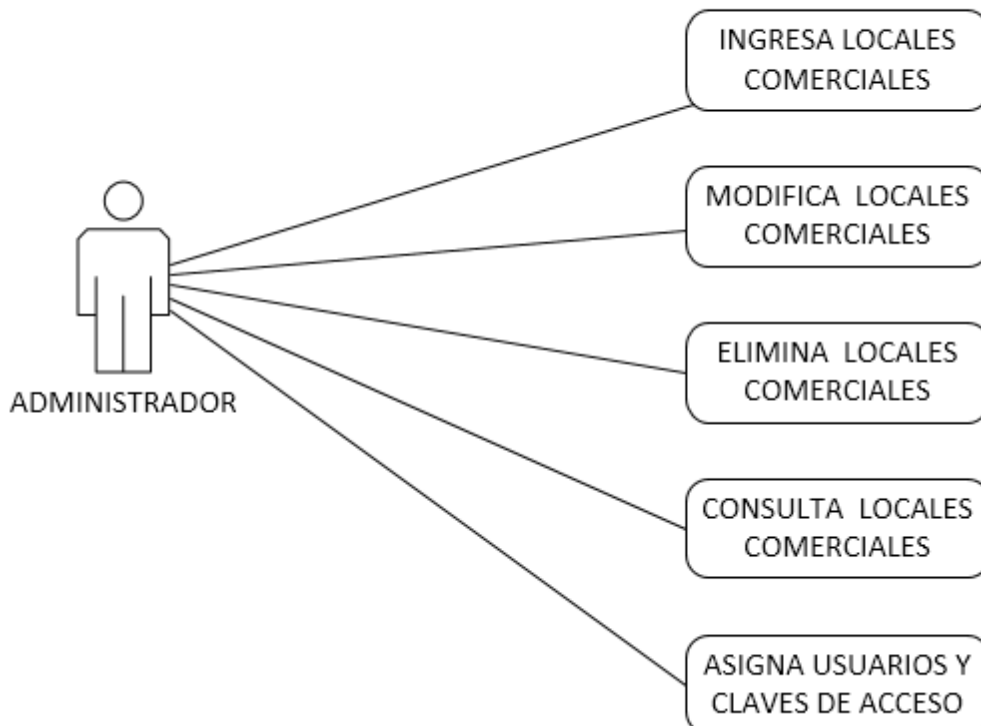 INGRESA LOCALES
COMERCIALES
MODIFICA LOCALES
COMERCIALES
ELIMINA LOCALES
COMERCIALES
ADMINISTRADOR
CONSULTA LOCALES
COMERCIALES
ASIGNA USUARIOS Y
CLAVES DE ACCESO